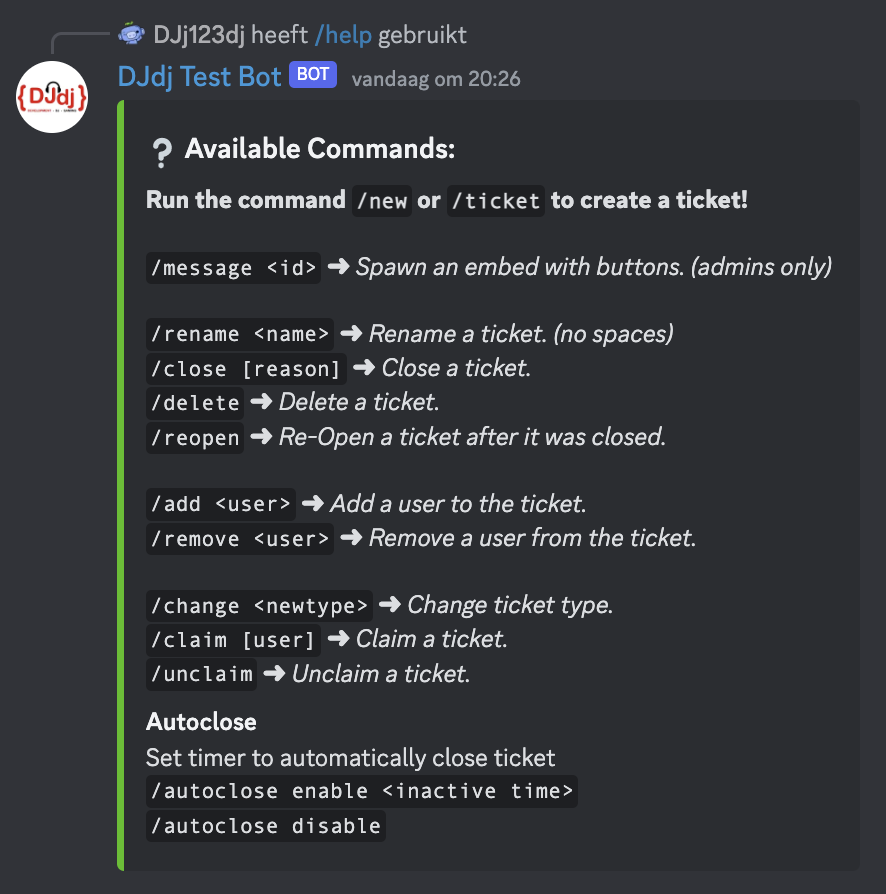 DJj123dj heeft /help gebruikt
DJdj Test Bot BOT vandaag om 20:26
{DJdj}
❔ Available Commands:
Run the command /new or /ticket to create a ticket!
/message <id> ➜ Spawn an embed with buttons. (admins only)
/rename <name> ➜ Rename a ticket. (no spaces)
/close [reason] ➜ Close a ticket.
/delete ➜ Delete a ticket.
/reopen ➜ Re-Open a ticket after it was closed.
/add <user> ➜ Add a user to the ticket.
/remove <user> ➜ Remove a user from the ticket.
/change <newtype> ➜ Change ticket type.
/claim [user] ➜ Claim a ticket.
/unclaim ➜ Unclaim a ticket.
Autoclose
Set timer to automatically close ticket
/autoclose enable <inactive time>
/autoclose disable